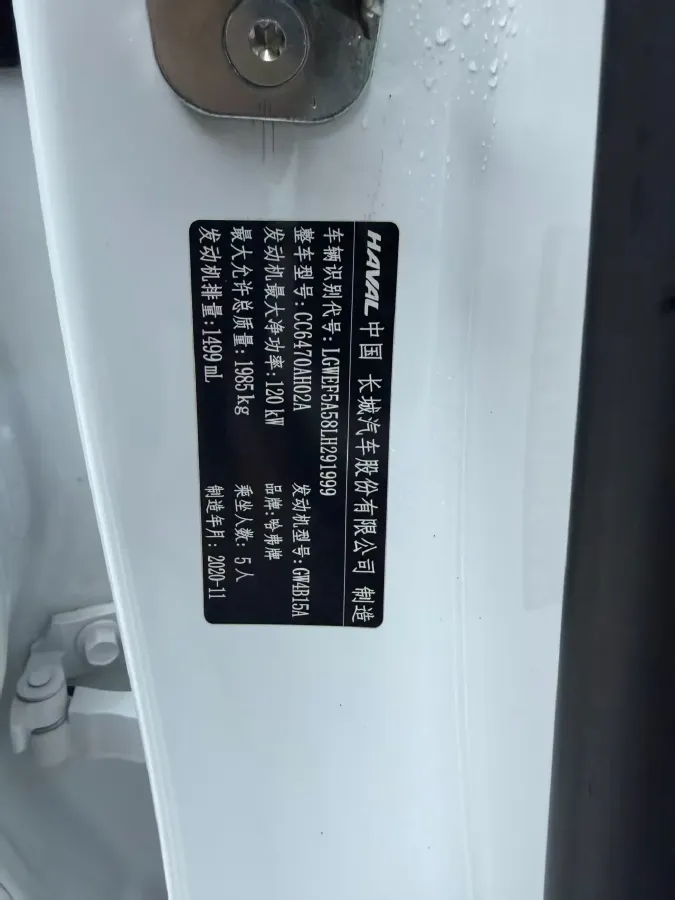 HAVAL 中国 长城汽车股份有限公司 制造
车辆识别代号:LGWEF5A58LH291999
整车型号:CC6470AH02A 发动机型号:GW4B15A
发动机最大净功率:120 kW 品牌:哈弗牌
最大允许总质量:1985kg 乘坐人数:5人
发动机排量:1499 mL 制造年月:2020-11